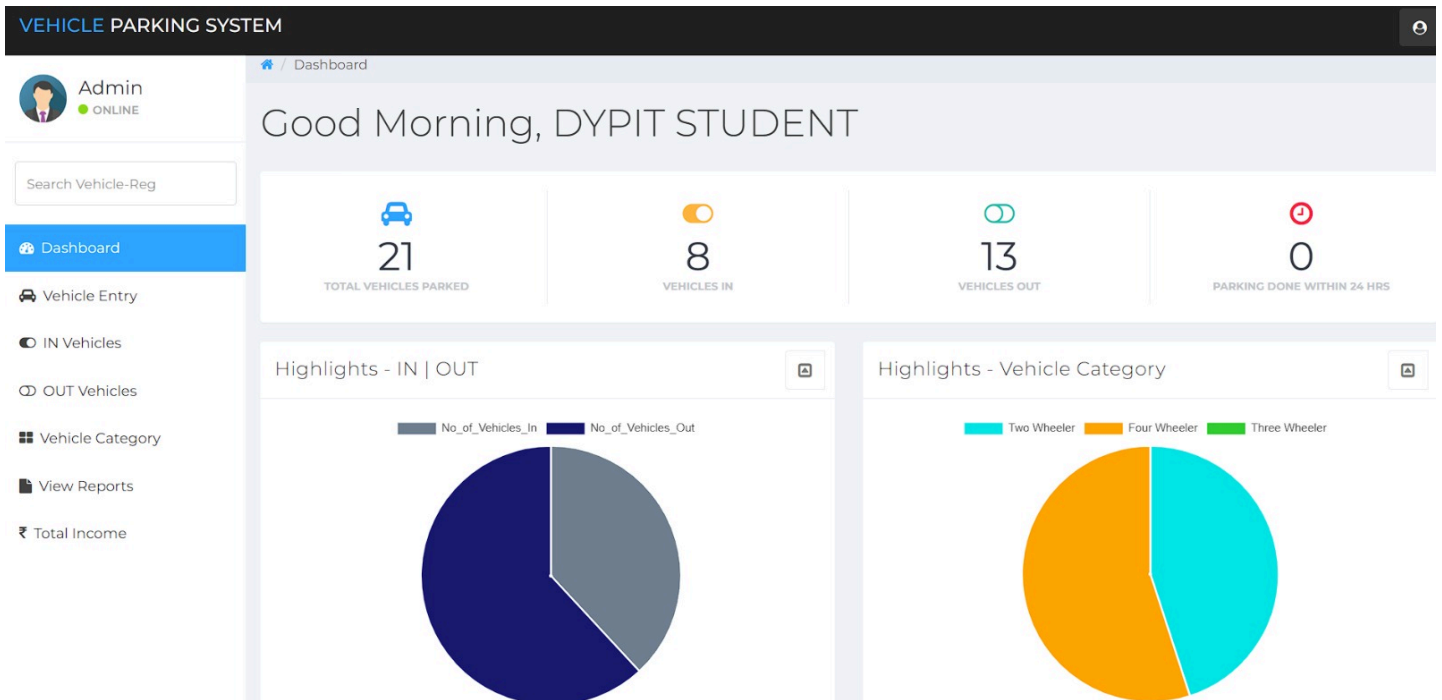 VEHICLE PARKING SYSTEM
Admin
ONLINE
Search Vehicle-Reg
Dashboard
Vehicle Entry
IN Vehicles
OUT Vehicles
Vehicle Category
View Reports
₹ Total Income
/ Dashboard
Good Morning, DYPIT STUDENT
21
TOTAL VEHICLES PARKED
8
VEHICLES IN
13
VEHICLES OUT
0
PARKING DONE WITHIN 24 HRS
Highlights - IN | OUT
No_of_Vehicles_In No_of_Vehicles_Out
Highlights - Vehicle Category
Two Wheeler Four Wheeler Three Wheeler